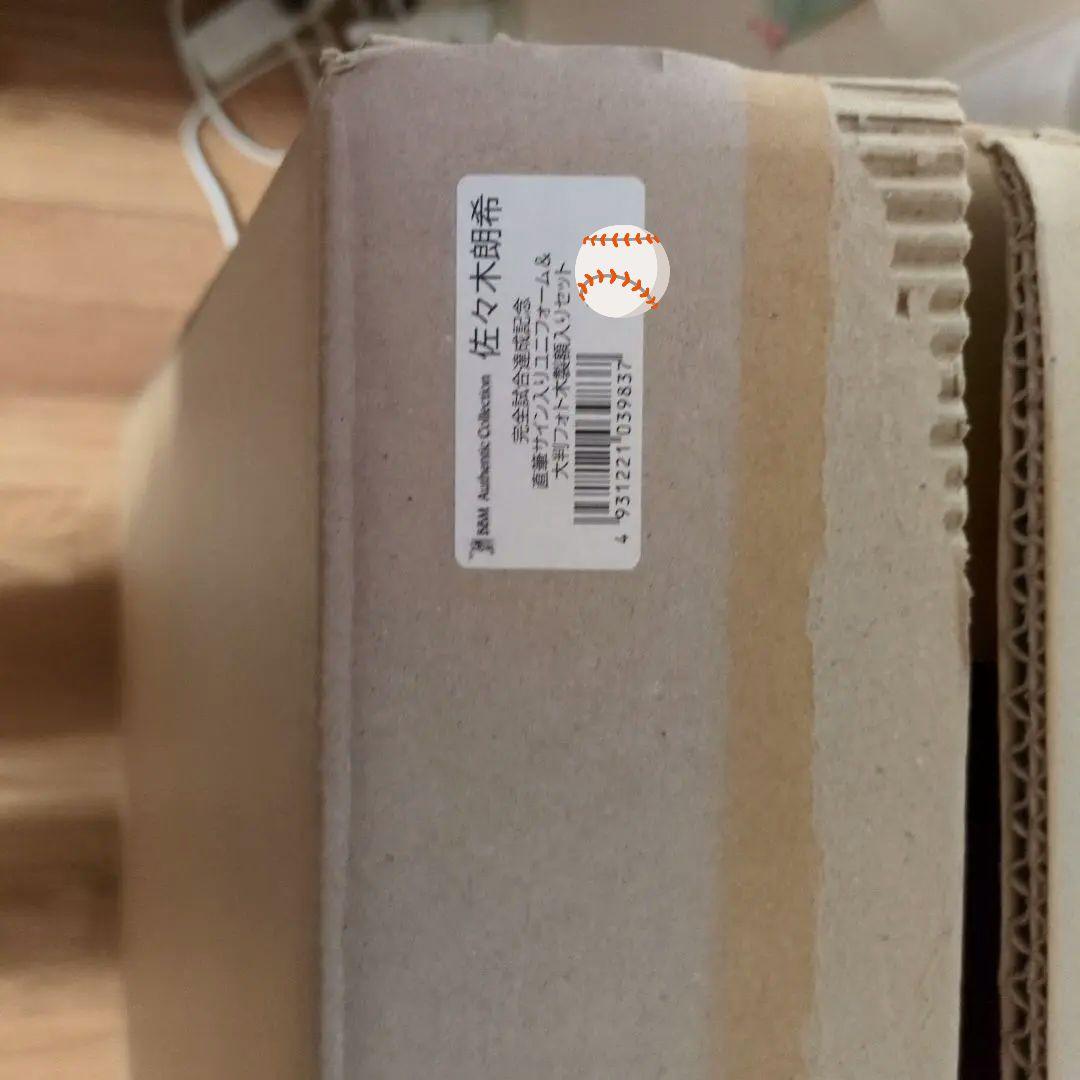 BBM Authentic Collection 佐々木朗希
完全試合達成記念
直筆サイン入りユニフォーム&
大判フォト木製額入りセット
4 931221 039837